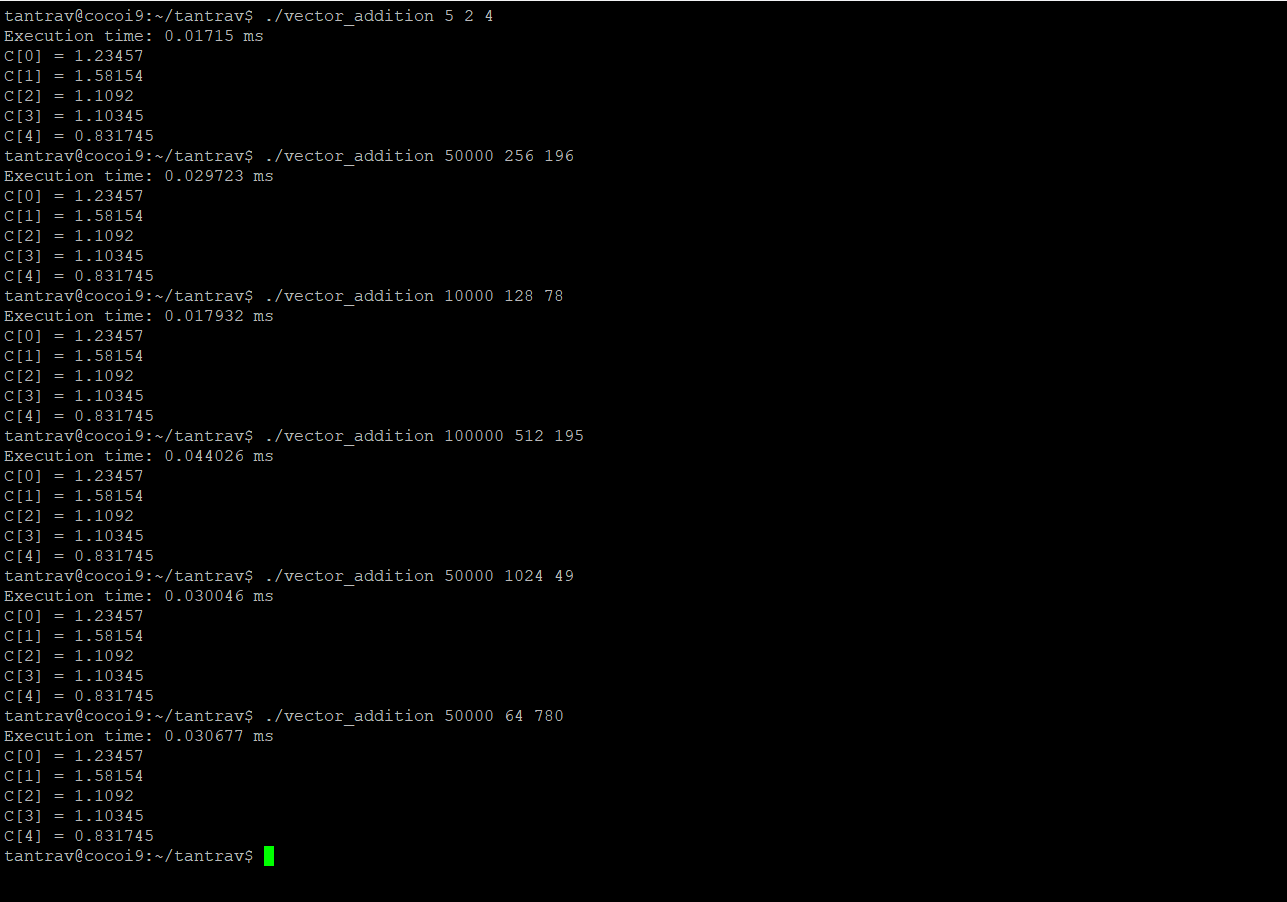 tantrav@cocoi9:~/tantrav$ ./vector_addition 5 2 4
Execution time: 0.01715 ms
C[0] = 1.23457
C[1] = 1.58154
C[2] = 1.1092
C[3] = 1.10345
C[4] = 0.831745
tantrav@cocoi9:~/tantrav$ ./vector_addition 50000 256 196
Execution time: 0.029723 ms
C[0] = 1.23457
C[1] = 1.58154
C[2] = 1.1092
C[3] = 1.10345
C[4] = 0.831745
tantrav@cocoi9:~/tantrav$ ./vector_addition 10000 128 78
Execution time: 0.017932 ms
C[0] = 1.23457
C[1] = 1.58154
C[2] = 1.1092
C[3] = 1.10345
C[4] = 0.831745
tantrav@cocoi9:~/tantrav$ ./vector_addition 100000 512 195
Execution time: 0.044026 ms
C[0] = 1.23457
C[1] = 1.58154
C[2] = 1.1092
C[3] = 1.10345
C[4] = 0.831745
tantrav@cocoi9:~/tantrav$ ./vector_addition 50000 1024 49
Execution time: 0.030046 ms
C[0] = 1.23457
C[1] = 1.58154
C[2] = 1.1092
C[3] = 1.10345
C[4] = 0.831745
tantrav@cocoi9:~/tantrav$ ./vector_addition 50000 64 780
Execution time: 0.030677 ms
C[0] = 1.23457
C[1] = 1.58154
C[2] = 1.1092
C[3] = 1.10345
C[4] = 0.831745
tantrav@cocoi9:~/tantrav$